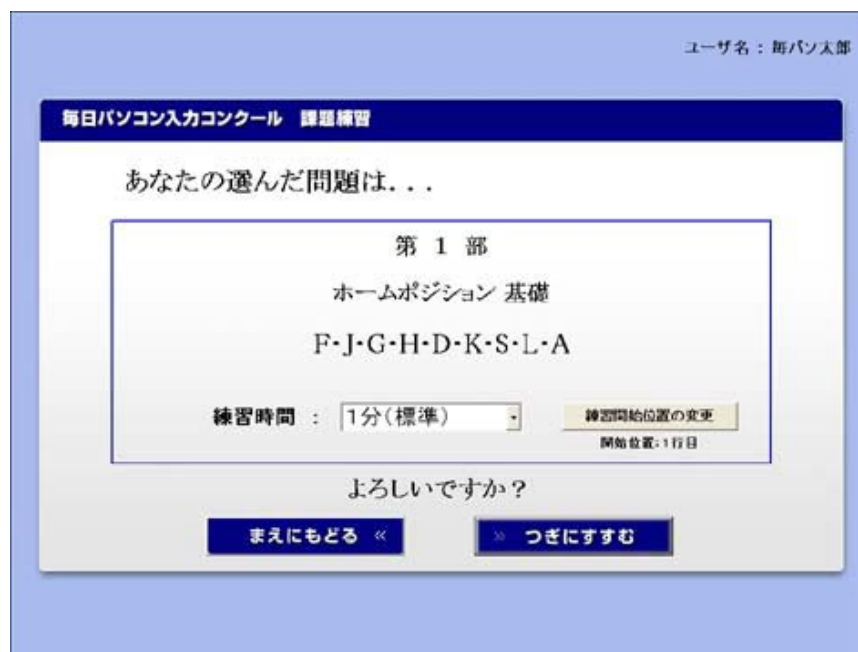 ユーザ名 : 毎パソ太郎
毎日パソコン入力コンクール 課題練習
あなたの選んだ問題は...
第 1 部
ホームポジション 基礎
F・J・G・H・D・K・S・L・A
練習時間 : 1分(標準) 練習開始位置の変更
開始位置:1行目
よろしいですか?
まえにもどる « » つぎにすすむ